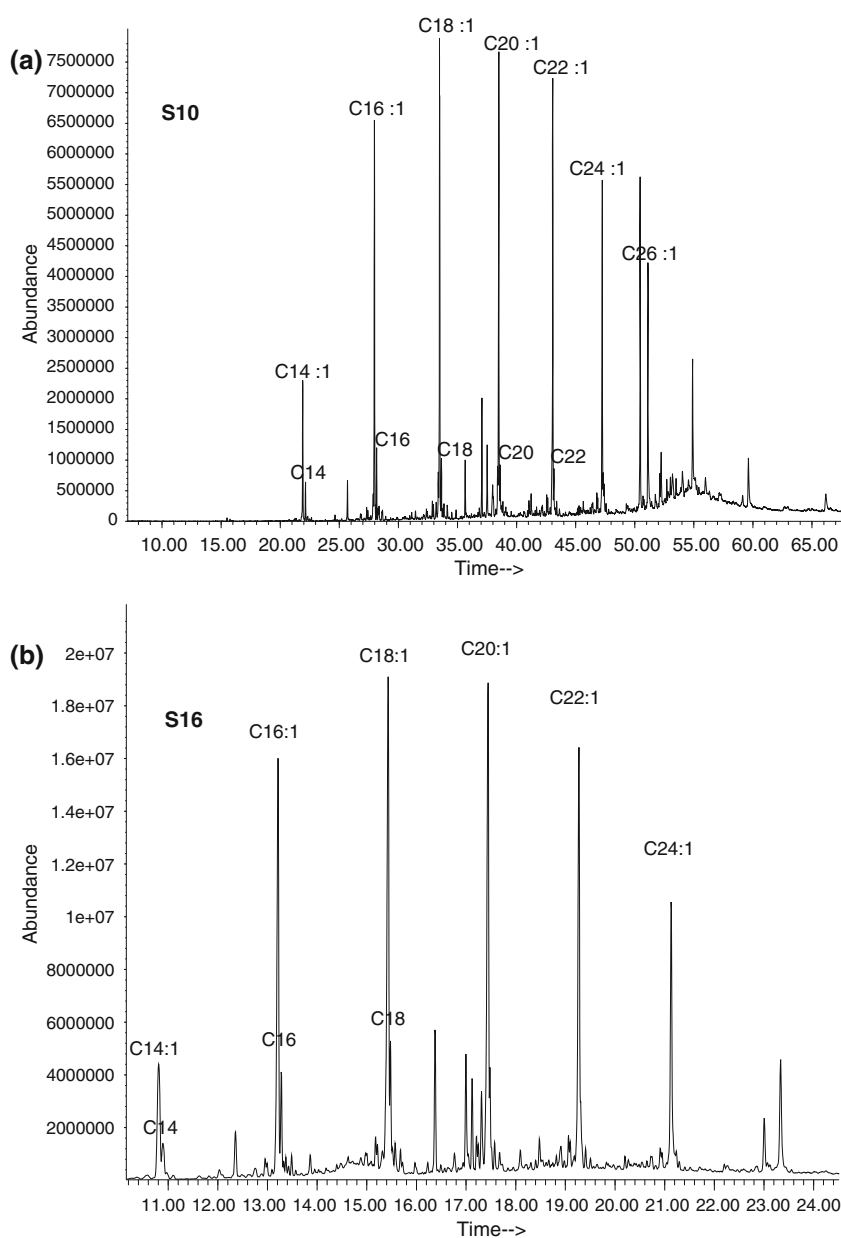 (a)
S10
C14 :1
C14
C16 :1
C16
C18 :1
C18
C20 :1
C20
C22 :1
C22
C24 :1
C26 :1
Abundance
7500000
7000000
6500000
6000000
5500000
5000000
4500000
4000000
3500000
3000000
2500000
2000000
1500000
1000000
500000
0
10.00 15.00 20.00 25.00 30.00 35.00 40.00 45.00 50.00 55.00 60.00 65.00
Time-->
(b)
S16
C14:1
C14
C16:1
C16
C18:1
C18
C20:1
C22:1
C24:1
Abundance
2e+07
1.8e+07
1.6e+07
1.4e+07
1.2e+07
1e+07
8000000
6000000
4000000
2000000
11.00 12.00 13.00 14.00 15.00 16.00 17.00 18.00 19.00 20.00 21.00 22.00 23.00 24.00
Time-->